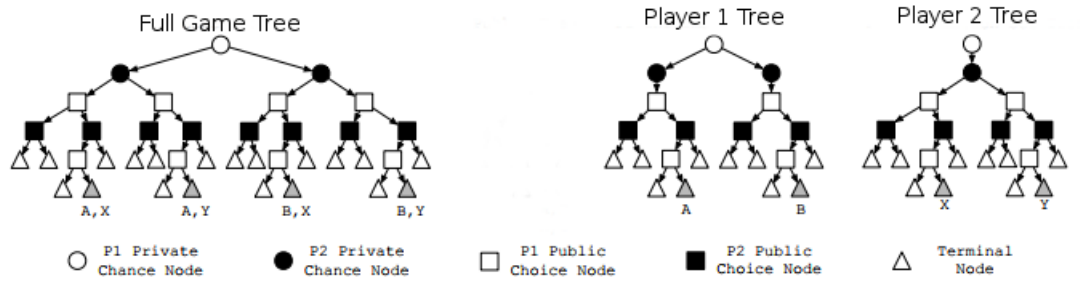 Full Game Tree
Player 1 Tree
Player 2 Tree
A,X
A,Y
B,X
B,Y
A
B
X
Y
P1 Private
Chance Node
P2 Private
Chance Node
P1 Public
Choice Node
P2 Public
Choice Node
Terminal
Node